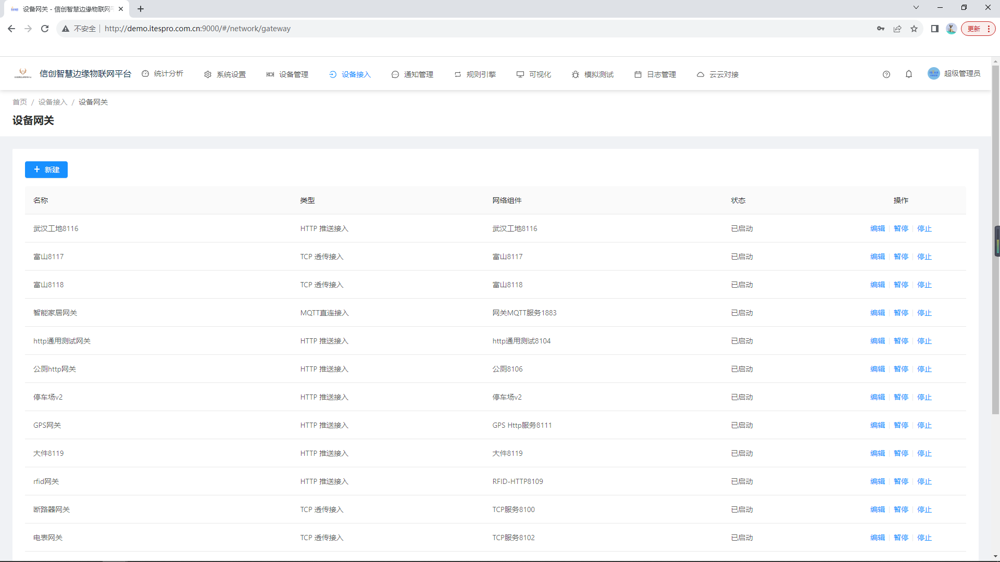 设备网关 - 信创智慧边缘物联网
不安全 http://demo.itespro.com.cn:9000/#/network/gateway 更新
信创智慧边缘物联网平台 统计分析 系统设置 设备管理 设备接入 通知管理 规则引擎 可视化 模拟测试 日志管理 云云对接 超级管理员
首页 / 设备接入 / 设备网关
设备网关
+ 新建
名称 类型 网络组件 状态 操作
武汉工地8116 HTTP 推送接入 武汉工地8116 已启动 编辑 暂停 停止
富山8117 TCP 透传接入 富山8117 已启动 编辑 暂停 停止
富山8118 TCP 透传接入 富山8118 已启动 编辑 暂停 停止
智能家居网关 MQTT直连接入 网关MQTT服务1883 已启动 编辑 暂停 停止
http通用测试网关 HTTP 推送接入 http通用测试8104 已启动 编辑 暂停 停止
公厕http网关 HTTP 推送接入 公厕8106 已启动 编辑 暂停 停止
停车场v2 HTTP 推送接入 停车场v2 已启动 编辑 暂停 停止
GPS网关 HTTP 推送接入 GPS Http服务8111 已启动 编辑 暂停 停止
大件8119 HTTP 推送接入 大件8119 已启动 编辑 暂停 停止
rfid网关 HTTP 推送接入 RFID-HTTP8109 已启动 编辑 暂停 停止
断路器网关 TCP 透传接入 TCP服务8100 已启动 编辑 暂停 停止
电表网关 TCP 透传接入 TCP服务8102 已启动 编辑 暂停 停止